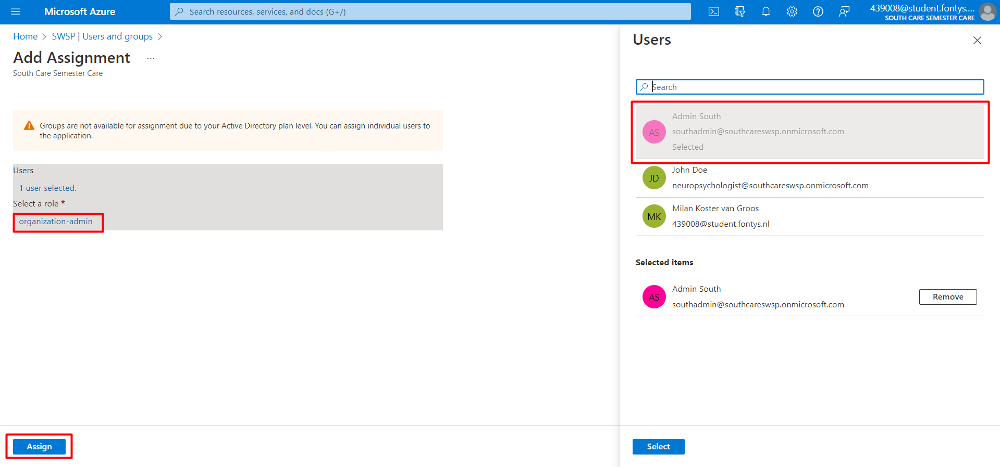 Microsoft Azure
Search resources, services, and docs (G+/)
439008@student.fontys....
SOUTH CARE SEMESTER CARE
Home > SWSP | Users and groups >
Add Assignment ...
South Care Semester Care
Groups are not available for assignment due to your Active Directory plan level. You can assign individual users to
the application.
Users
1 user selected.
Select a role *
organization-admin
Assign
Users
Search
AS
Admin South
southadmin@southcareswsp.onmicrosoft.com
Selected
JD
John Doe
neuropsychologist@southcareswsp.onmicrosoft.com
MK
Milan Koster van Groos
439008@student.fontys.nl
Selected items
AS
Admin South
southadmin@southcareswsp.onmicrosoft.com
Remove
Select